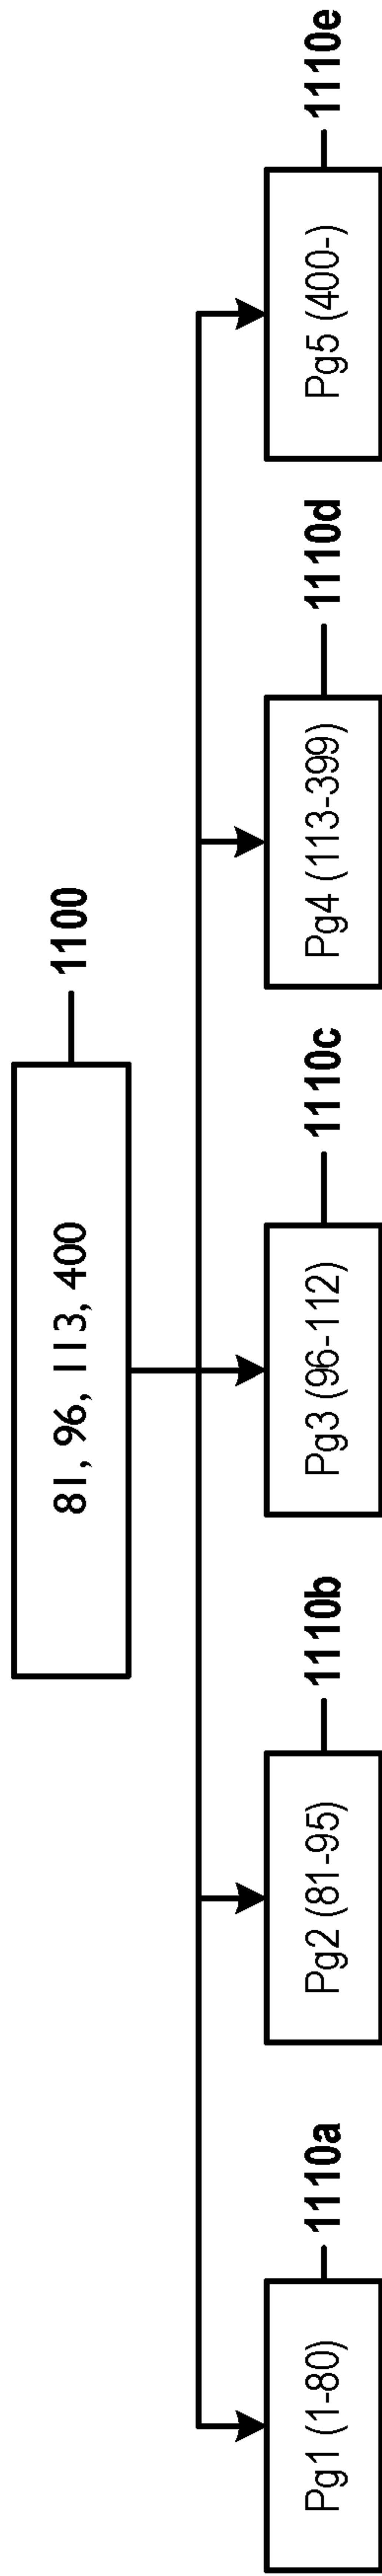 81, 96, 113, 400
1100
Pg1 (1-80)
1110a
Pg2 (81-95)
1110b
Pg3 (96-112)
1110c
Pg4 (113-399)
1110d
Pg5 (400-)
1110e